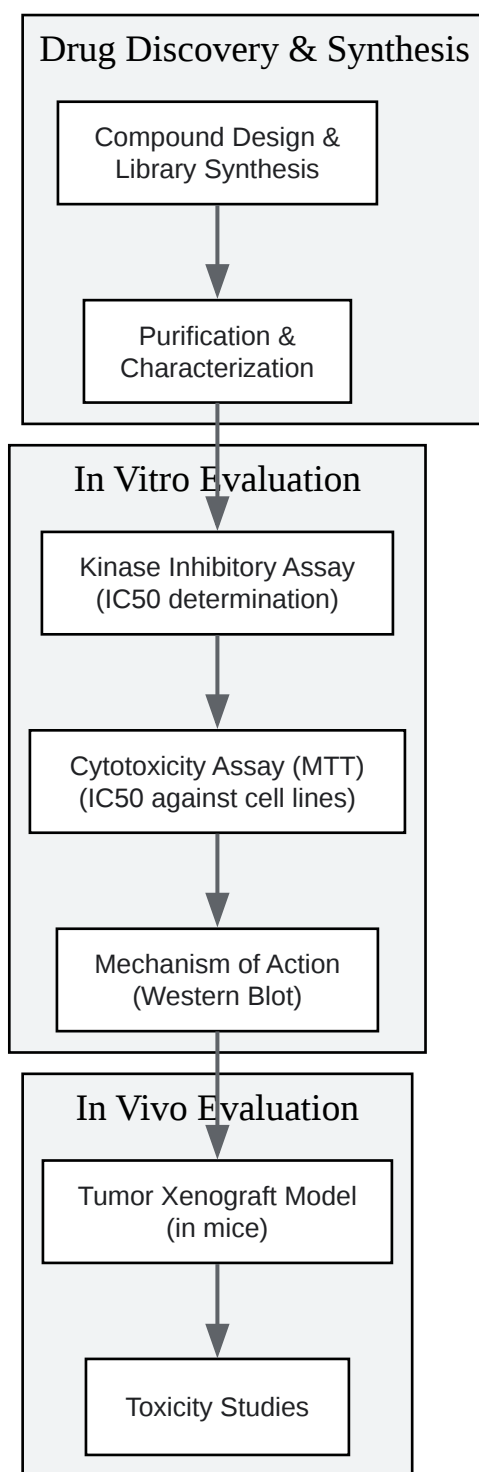 Drug Discovery & Synthesis
Compound Design &
Library Synthesis
Purification &
Characterization
In Vitro Evaluation
Kinase Inhibitory Assay
(IC50 determination)
Cytotoxicity Assay (MTT)
(IC50 against cell lines)
Mechanism of Action
(Western Blot)
In Vivo Evaluation
Tumor Xenograft Model
(in mice)
Toxicity Studies